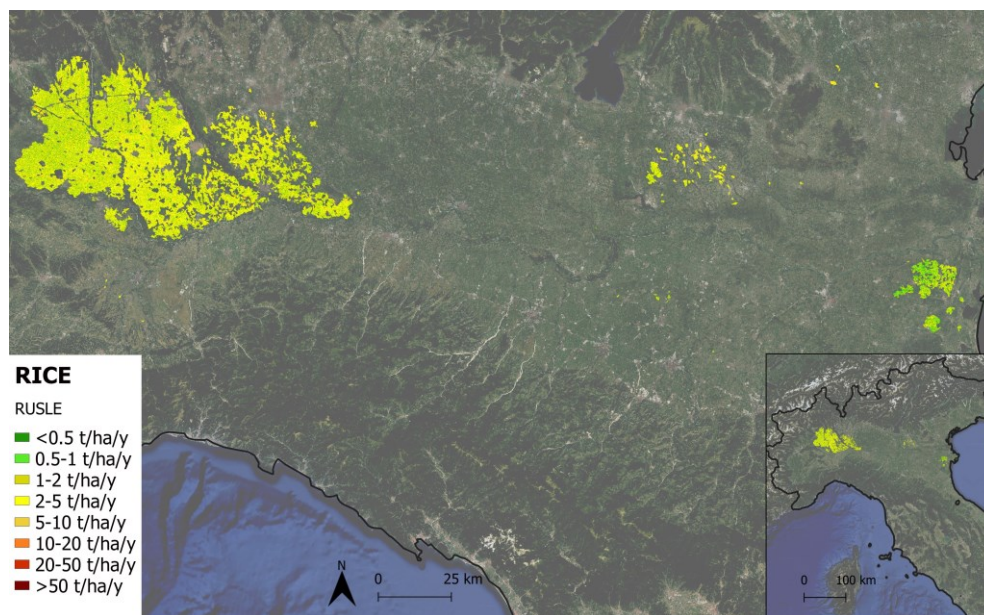 RICE
RUSLE
<0.5 t/ha/y
0.5-1 t/ha/y
1-2 t/ha/y
2-5 t/ha/y
5-10 t/ha/y
10-20 t/ha/y
20-50 t/ha/y
>50 t/ha/y
N
0 25 km
0 100 km